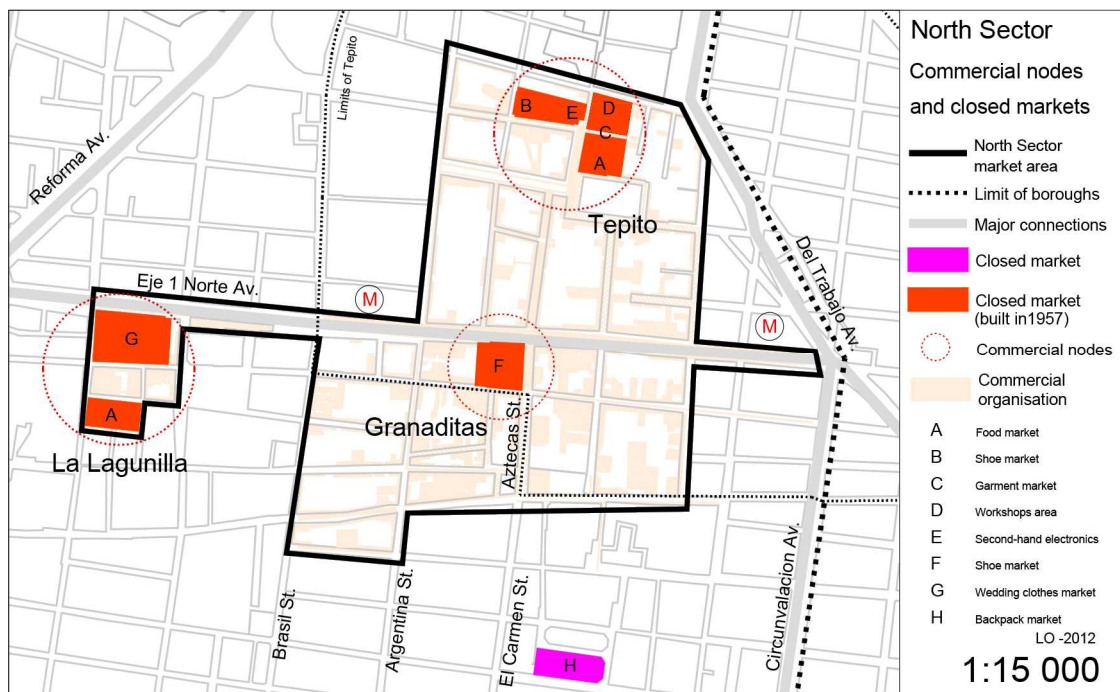 Reforma Av.
Limits of Tepito
B
E
D
C
A
Tepito
Del Trabajo Av.
Eje 1 Norte Av.
M
M
G
F
A
Granaditas
La Lagunilla
Aztecas St.
Brasil St.
Argentina St.
El Carmen St.
Circunvalacion Av.
H
North Sector
Commercial nodes
and closed markets
North Sector
market area
Limit of boroughs
Major connections
Closed market
Closed market
(built in1957)
Commercial nodes
Commercial
organisation
A Food market
B Shoe market
C Garment market
D Workshops area
E Second-hand electronics
F Shoe market
G Wedding clothes market
H Backpack market
LO -2012
1:15 000